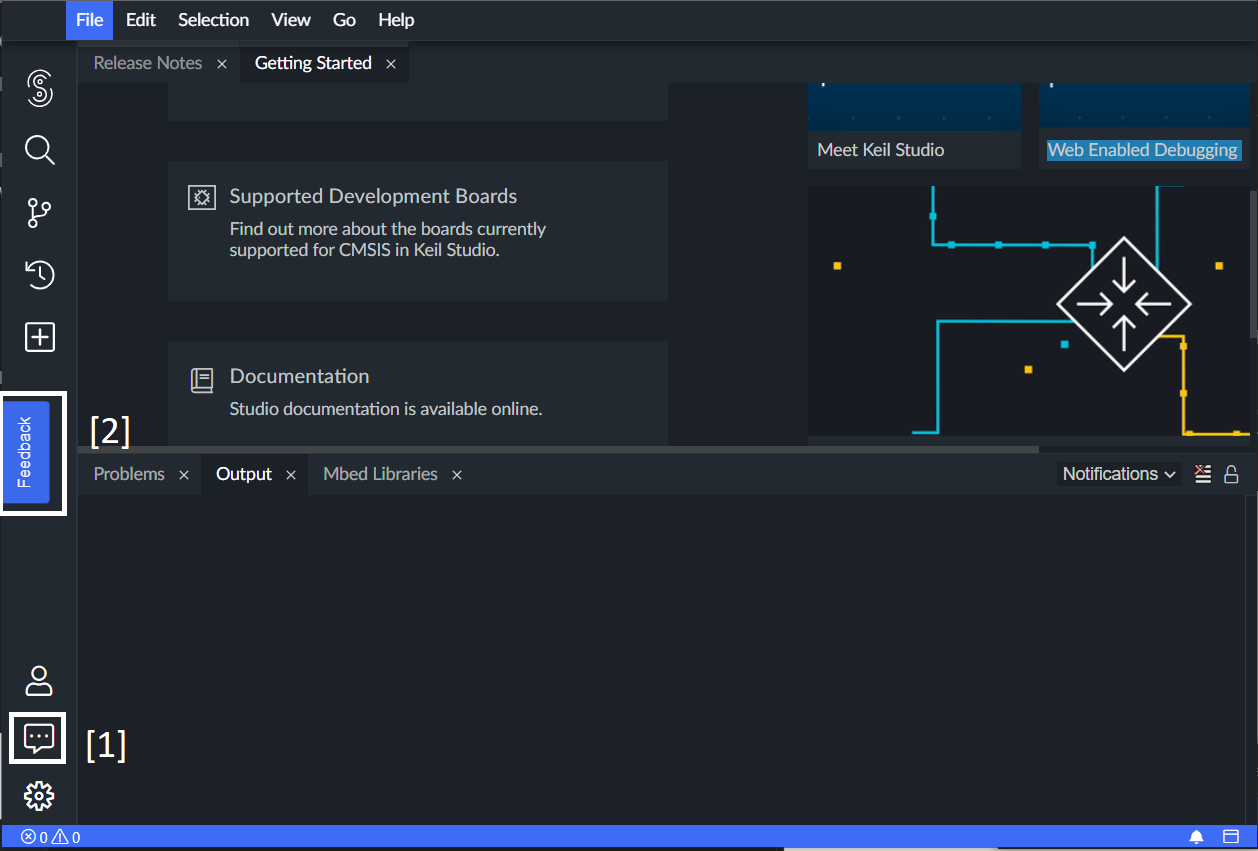 File Edit Selection View Go Help
Release Notes × Getting Started ×
Meet Keil Studio
Web Enabled Debugging
Supported Development Boards
Find out more about the boards currently
supported for CMSIS in Keil Studio.
Documentation
Studio documentation is available online.
Feedback
[2]
Problems × Output × Mbed Libraries ×
Notifications
[1]
0 0